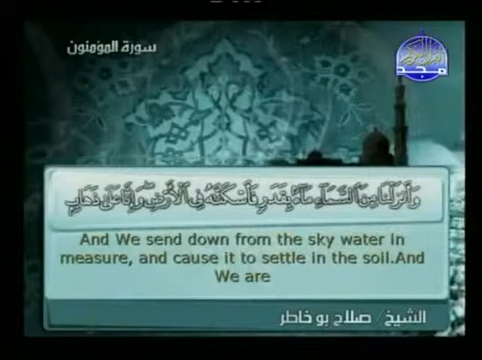 سورة المؤمنون
مجد
وَأَنزَلْنَا مِنَ السَّمَاءِ مَاءً بِقَدَرٍ فَأَسْكَنَّاهُ فِي الْأَرْضِ ۖ وَإِنَّا عَلَىٰ ذَهَابٍ
And We send down from the sky water in
measure, and cause it to settle in the soil.And
We are
الشيخ / صلاح بو خاطر